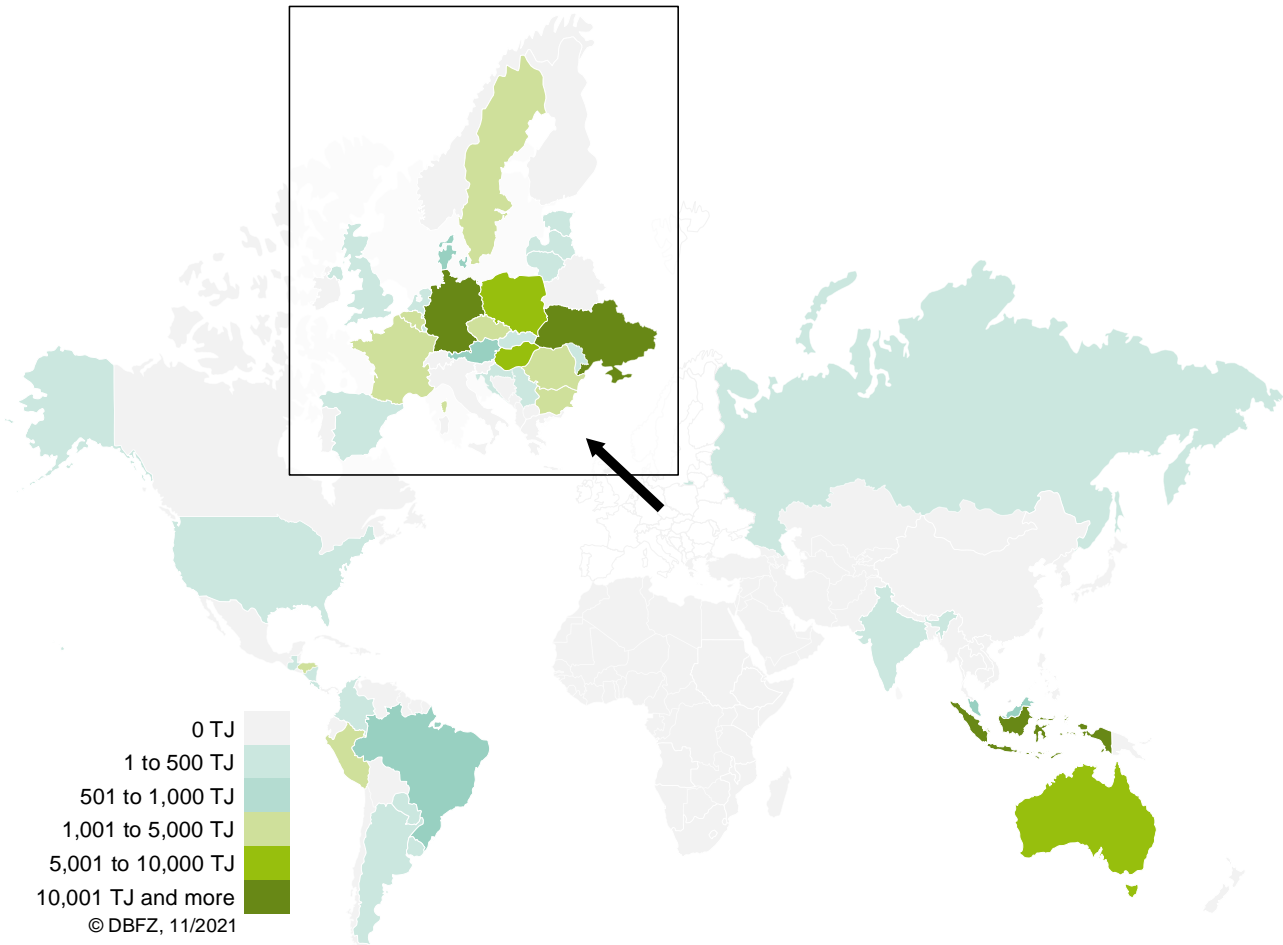 0 TJ
1 to 500 TJ
501 to 1,000 TJ
1,001 to 5,000 TJ
5,001 to 10,000 TJ
10,001 TJ and more
© DBFZ, 11/2021